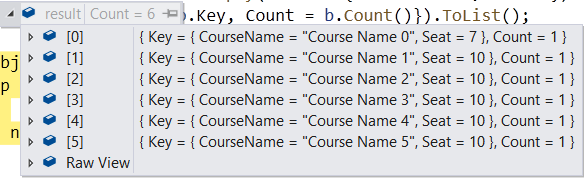 result Count = 6 o.Key, Count = b.Count()}).ToList();
[0] { Key = { CourseName = "Course Name 0", Seat = 7 }, Count = 1 }
[1] { Key = { CourseName = "Course Name 1", Seat = 10 }, Count = 1 }
bj
[2] { Key = { CourseName = "Course Name 2", Seat = 10 }, Count = 1 }
p
[3] { Key = { CourseName = "Course Name 3", Seat = 10 }, Count = 1 }
[4] { Key = { CourseName = "Course Name 4", Seat = 10 }, Count = 1 }
n
[5] { Key = { CourseName = "Course Name 5", Seat = 10 }, Count = 1 }
Raw View